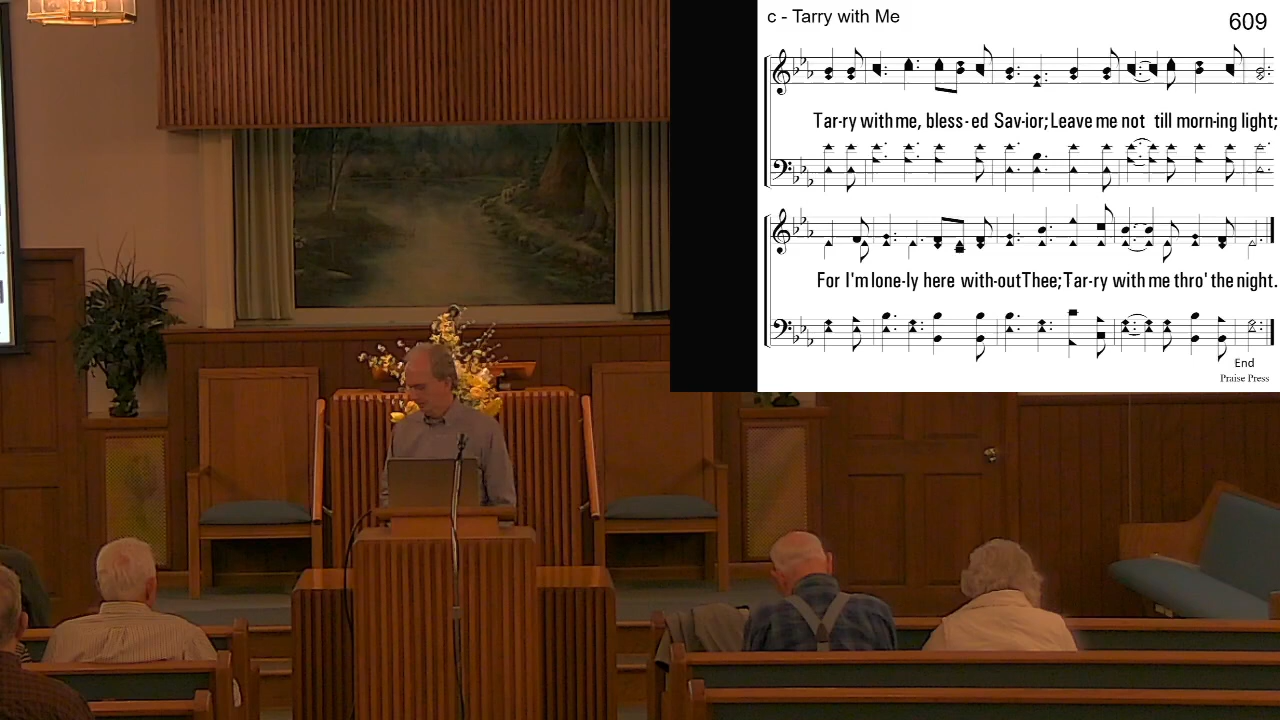 c - Tarry with Me
609
Tar-ry with me, bless-ed Sav-ior; Leave me not till morn-ing light;
For I'm lone-ly here with-out Thee; Tar-ry with me thro' the night.
End
Praise Press